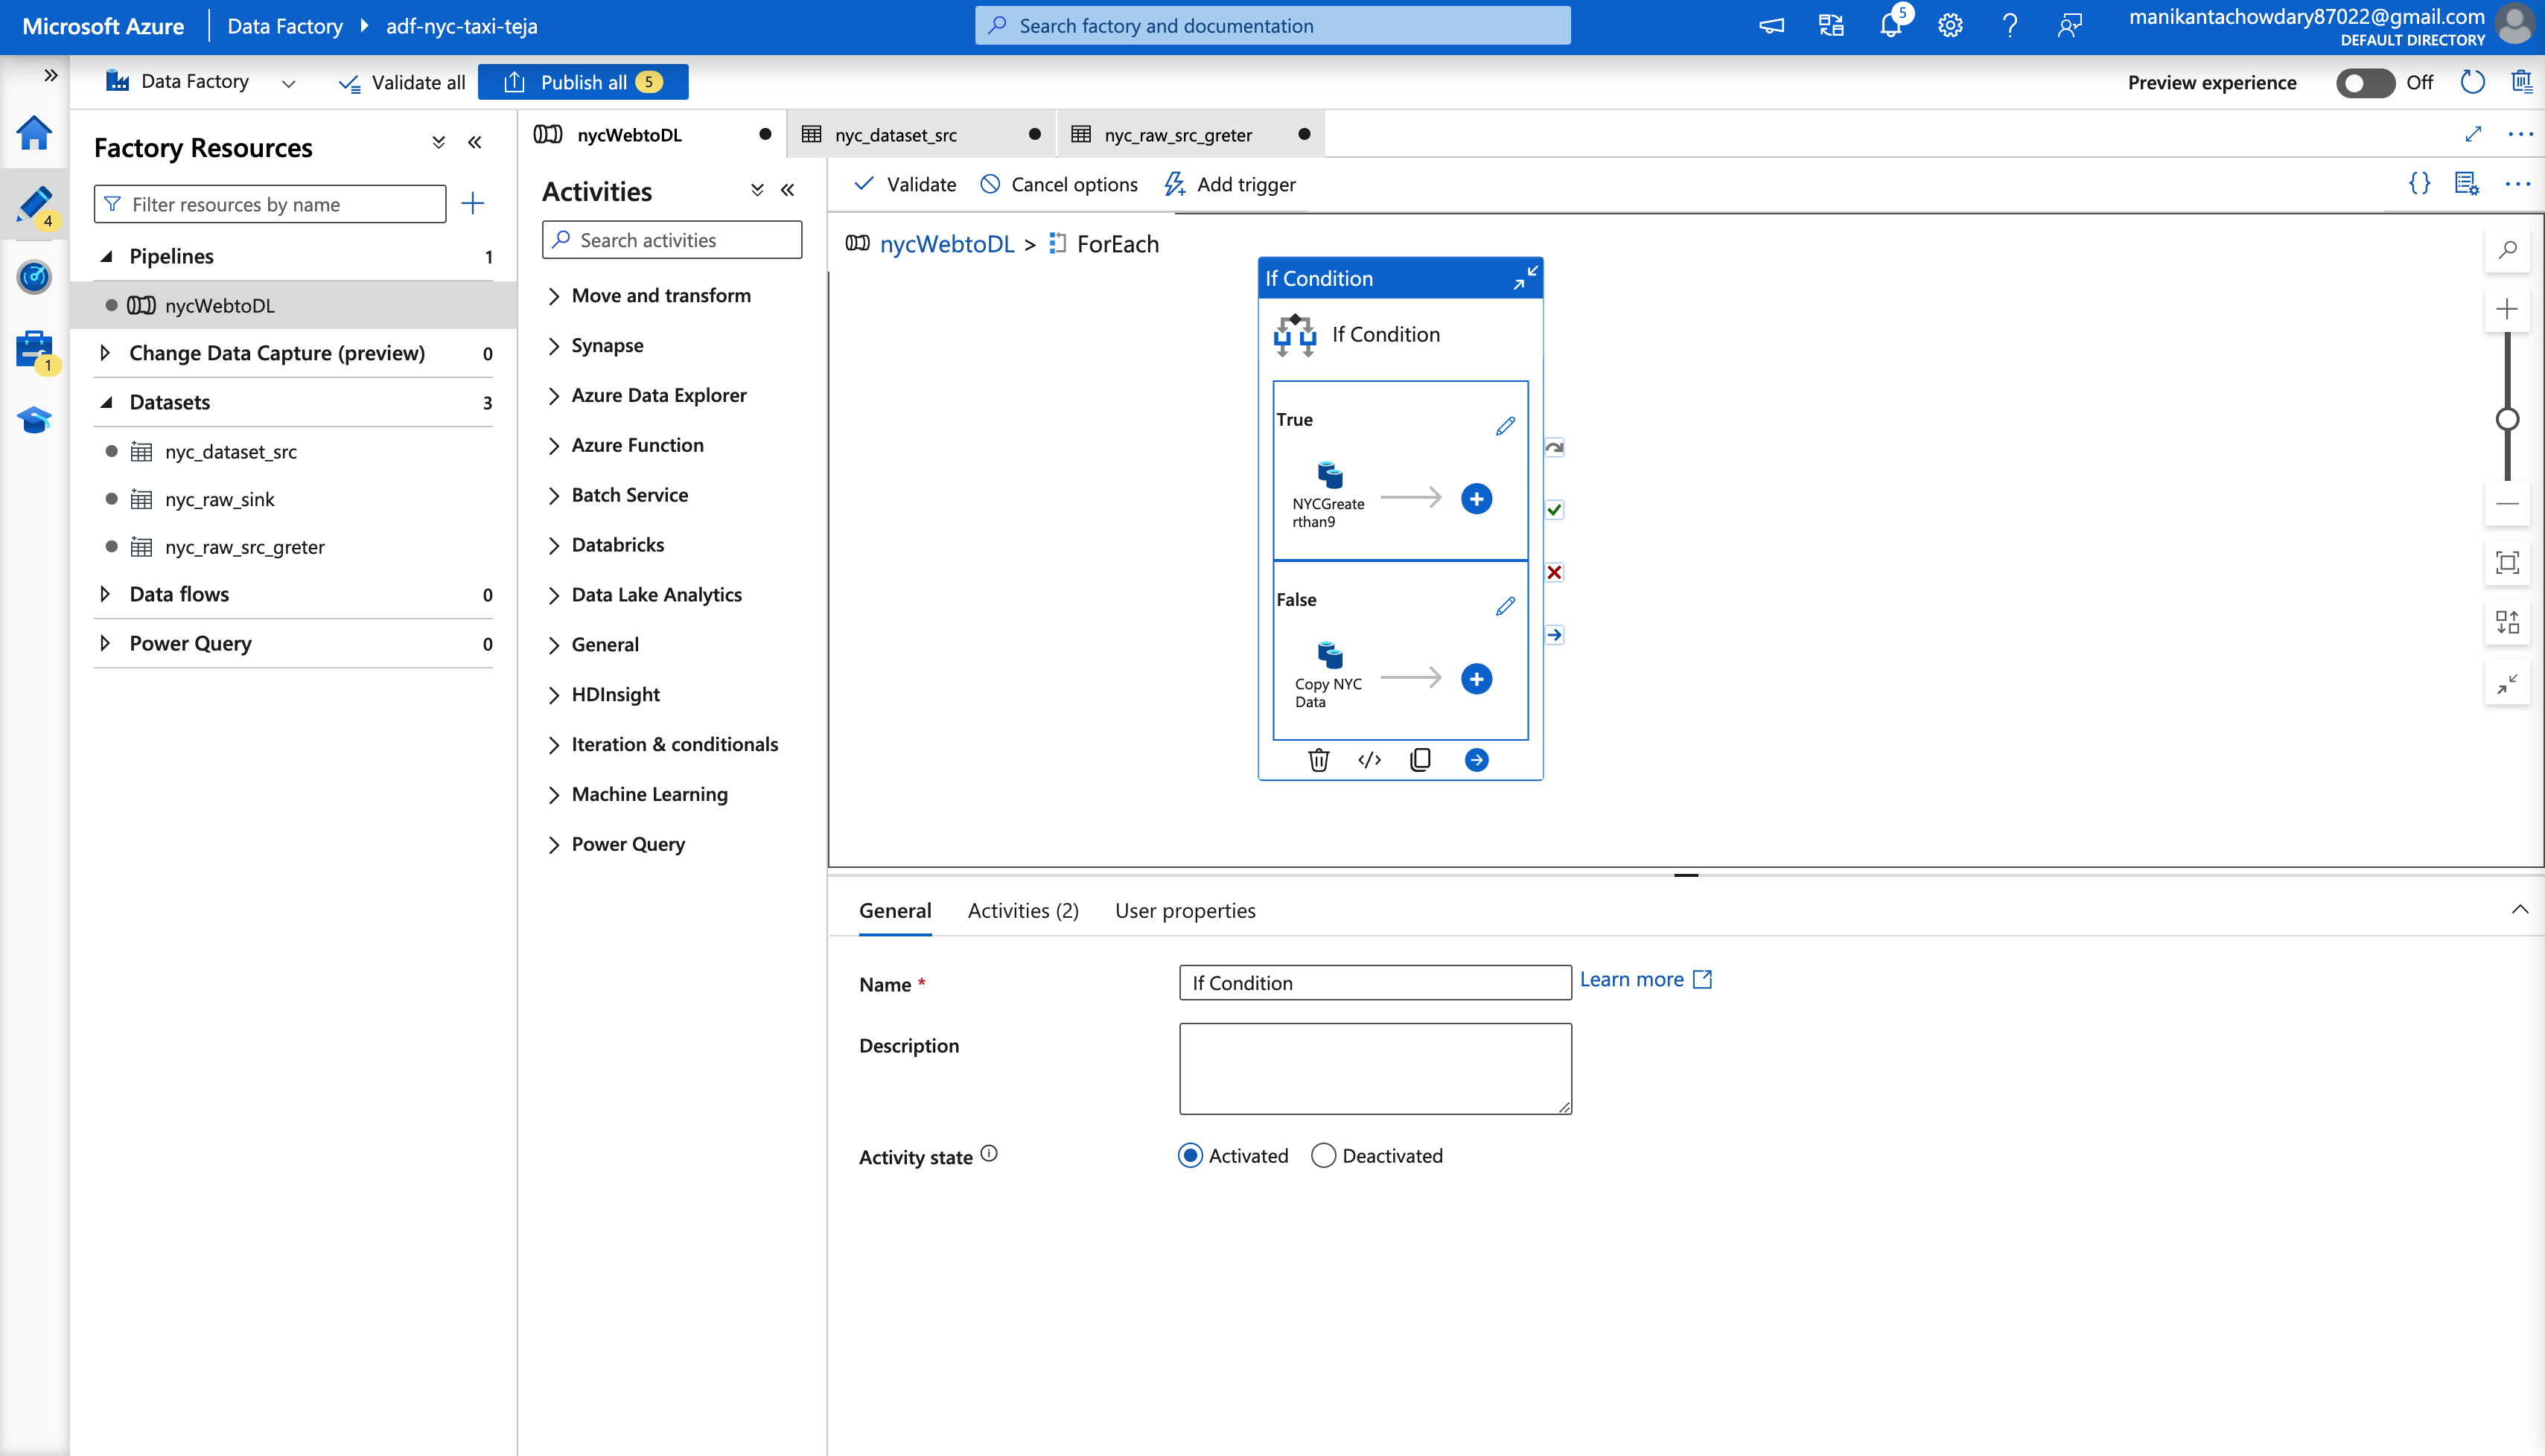 Microsoft Azure
Data Factory
adf-nyc-taxi-teja
Search factory and documentation
5
manikantachowdary87022@gmail.com
DEFAULT DIRECTORY
Data Factory
Validate all
Publish all
5
Preview experience
Off
4
1
Factory Resources
Filter resources by name
Pipelines
1
nycWebtoDL
Change Data Capture (preview)
0
Datasets
3
nyc_dataset_src
nyc_raw_sink
nyc_raw_src_greter
Data flows
0
Power Query
0
nycWebtoDL
nyc_dataset_src
nyc_raw_src_greter
Activities
Search activities
Move and transform
Synapse
Azure Data Explorer
Azure Function
Batch Service
Databricks
Data Lake Analytics
General
HDInsight
Iteration & conditionals
Machine Learning
Power Query
Validate
Cancel options
Add trigger
nycWebtoDL > ForEach
If Condition
If Condition
True
NYCGreate
rthan9
False
Copy NYC
Data
General
Activities (2)
User properties
Name *
If Condition
Learn more
Description
Activity state
Activated
Deactivated